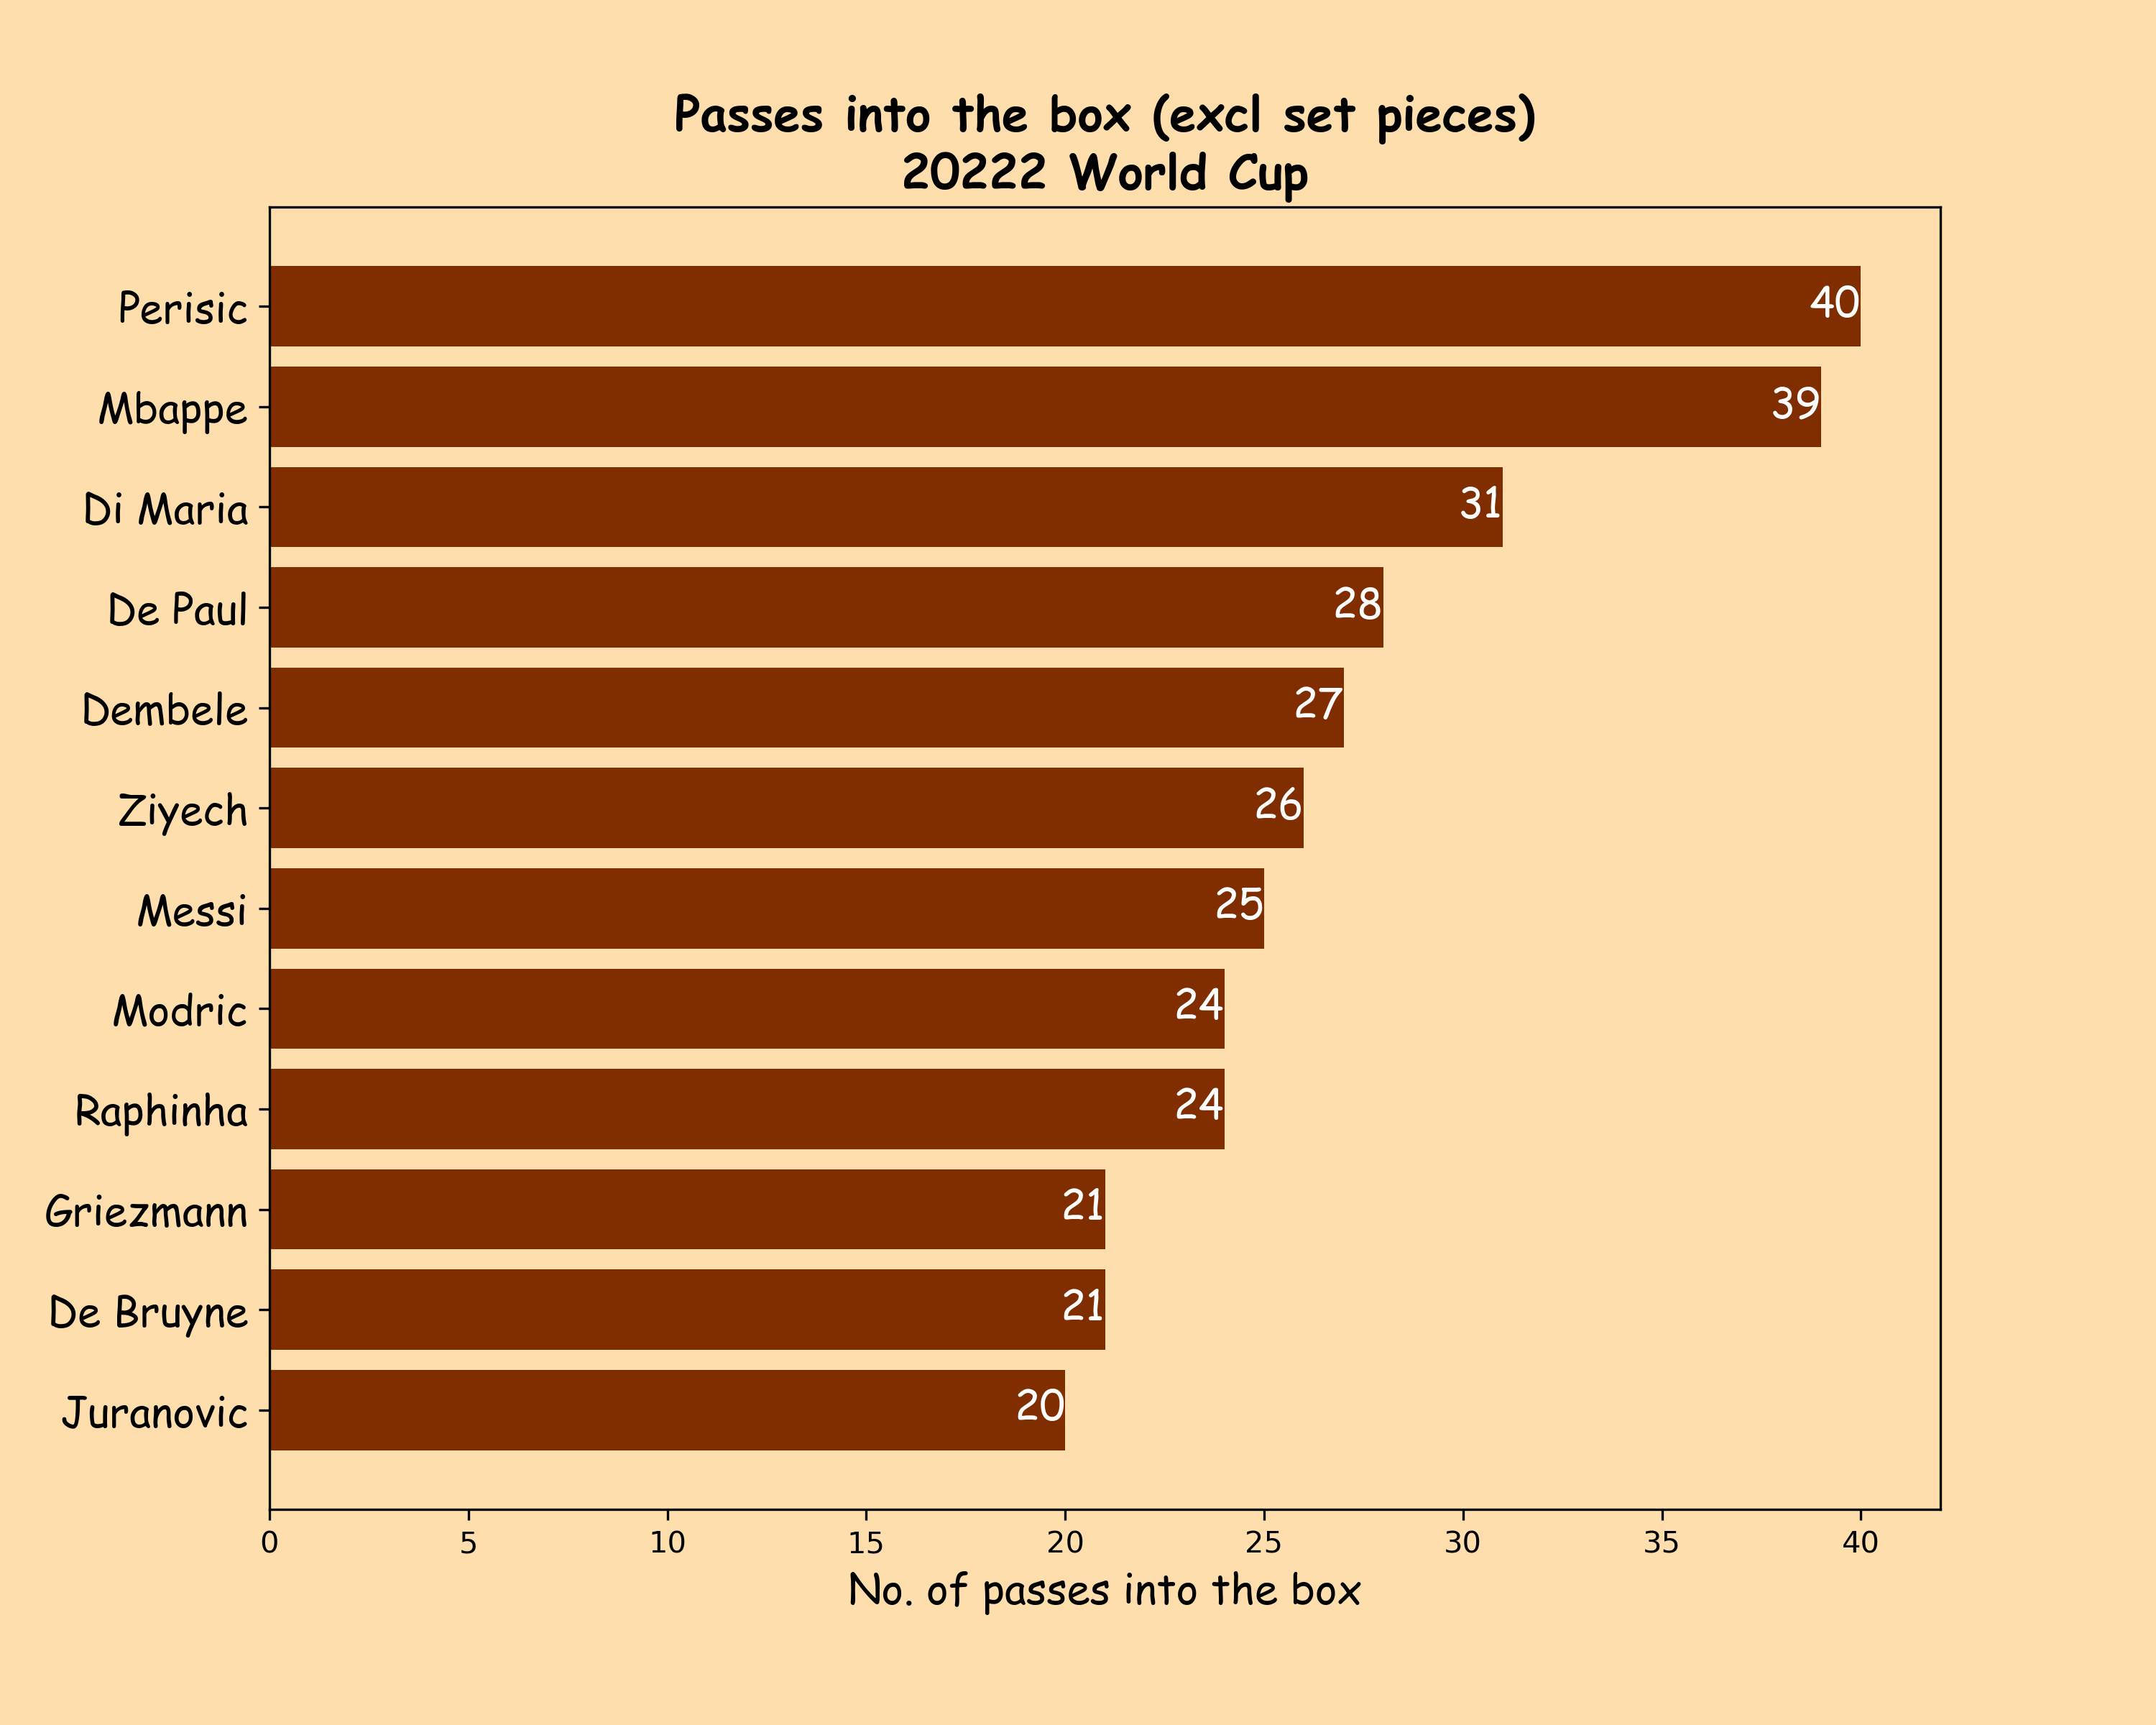 Passes into the box (excl set pieces)
20222 World Cup
Perisic 40
Mbappe 39
Di Maria 31
De Paul 28
Dembele 27
Ziyech 26
Messi 25
Modric 24
Raphinha 24
Griezmann 21
De Bruyne 21
Juranovic 20
0 5 10 15 20 25 30 35 40
No. of passes into the box